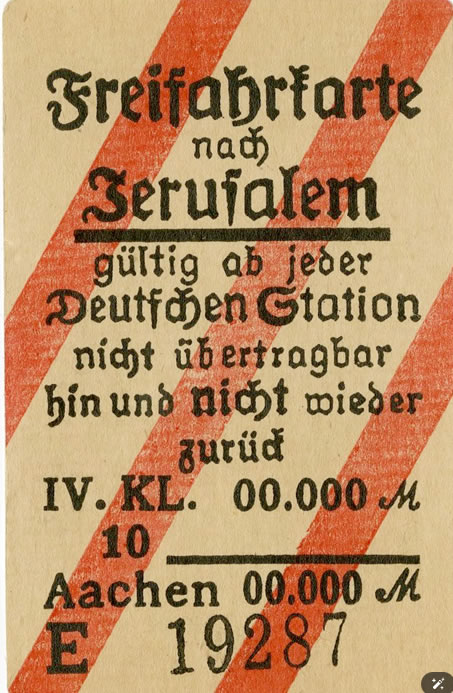 Freifahrkarte
nach
Jerusalem
gültig ab jeder
Deutschen Station
nicht übertragbar
hin und nicht wieder
zurück
IV. KL. 00.000 M
10
Aachen 00.000 M
E 19287